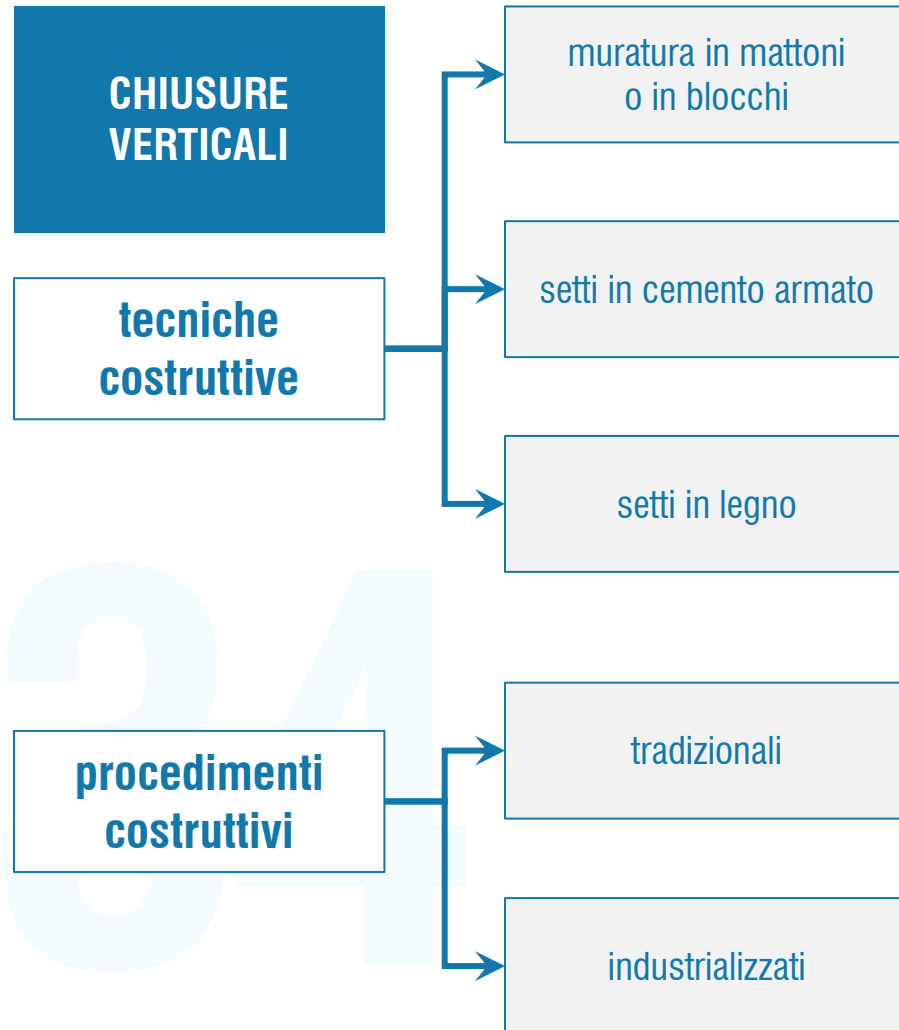 CHIUSURE
VERTICALI
tecniche
costruttive
muratura in mattoni
o in blocchi
setti in cemento armato
setti in legno
34
procedimenti
costruttivi
tradizionali
industrializzati